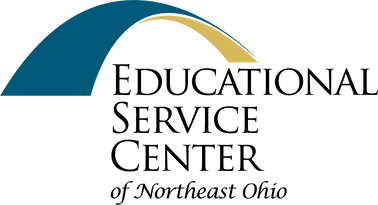 EDUCATIONAL
SERVICE
CENTER
of Northeast Ohio